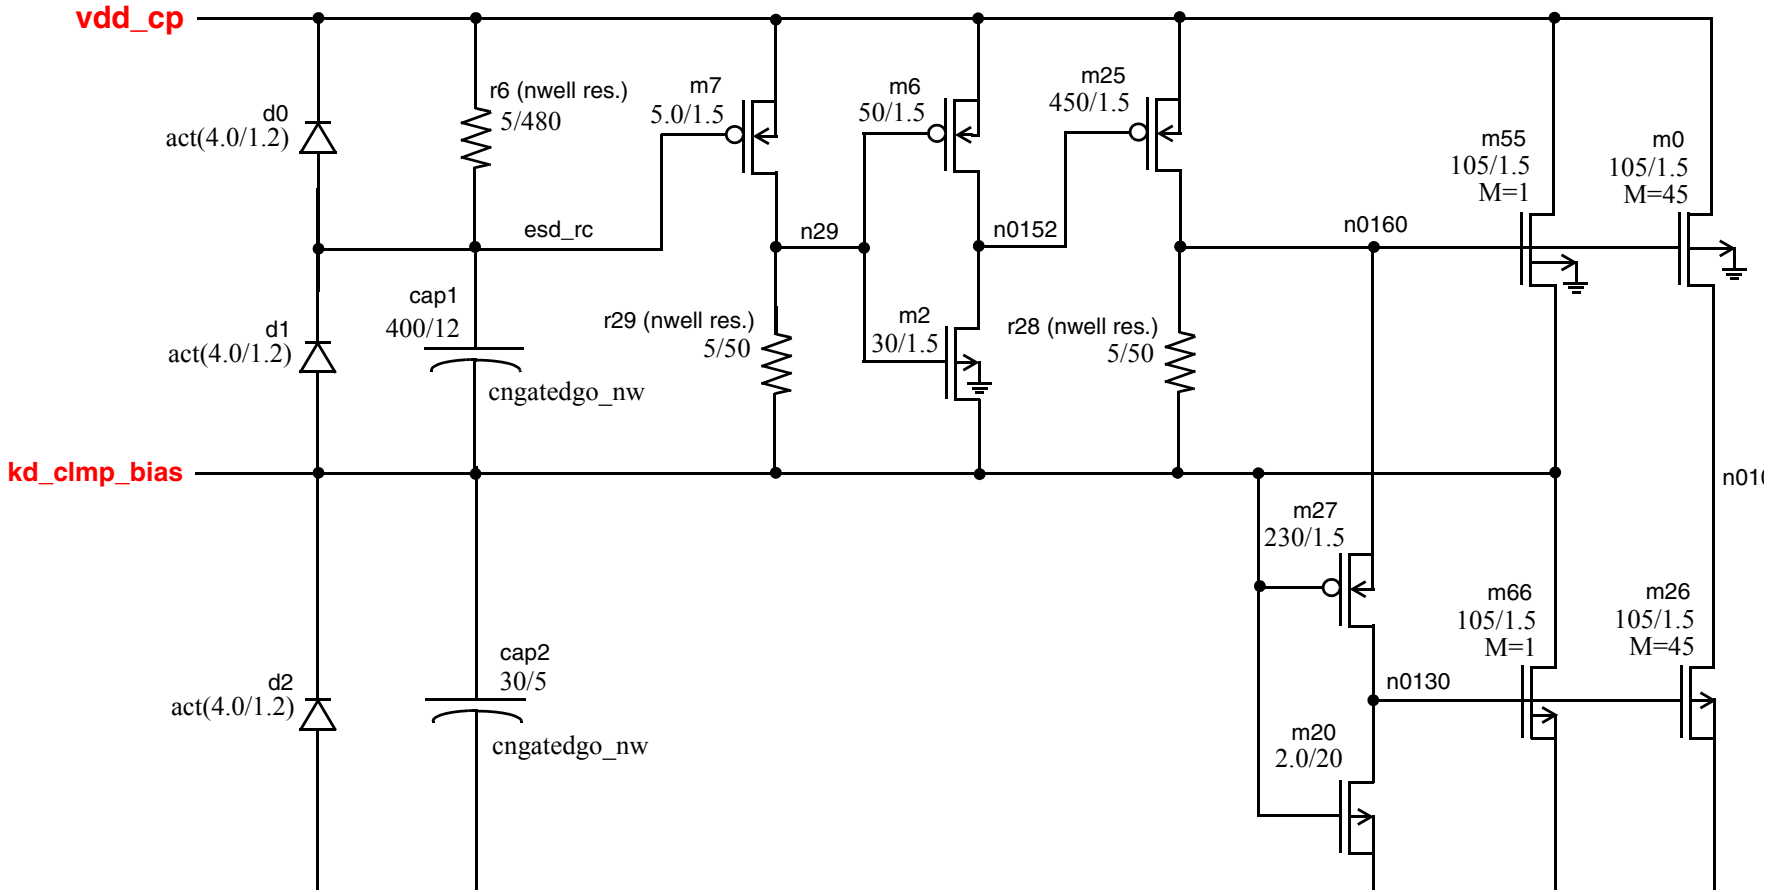 vdd_cp
d0
act(4.0/1.2)
r6 (nwell res.)
5/480
m7
5.0/1.5
m6
50/1.5
m25
450/1.5
m55
105/1.5
M=1
m0
105/1.5
M=45
esd_rc
n29
n0152
n0160
d1
act(4.0/1.2)
cap1
400/12
cngatedgo_nw
r29 (nwell res.)
5/50
m2
30/1.5
r28 (nwell res.)
5/50
kd_clmp_bias
m27
230/1.5
d2
act(4.0/1.2)
cap2
30/5
cngatedgo_nw
m66
105/1.5
M=1
m26
105/1.5
M=45
n0130
m20
2.0/20